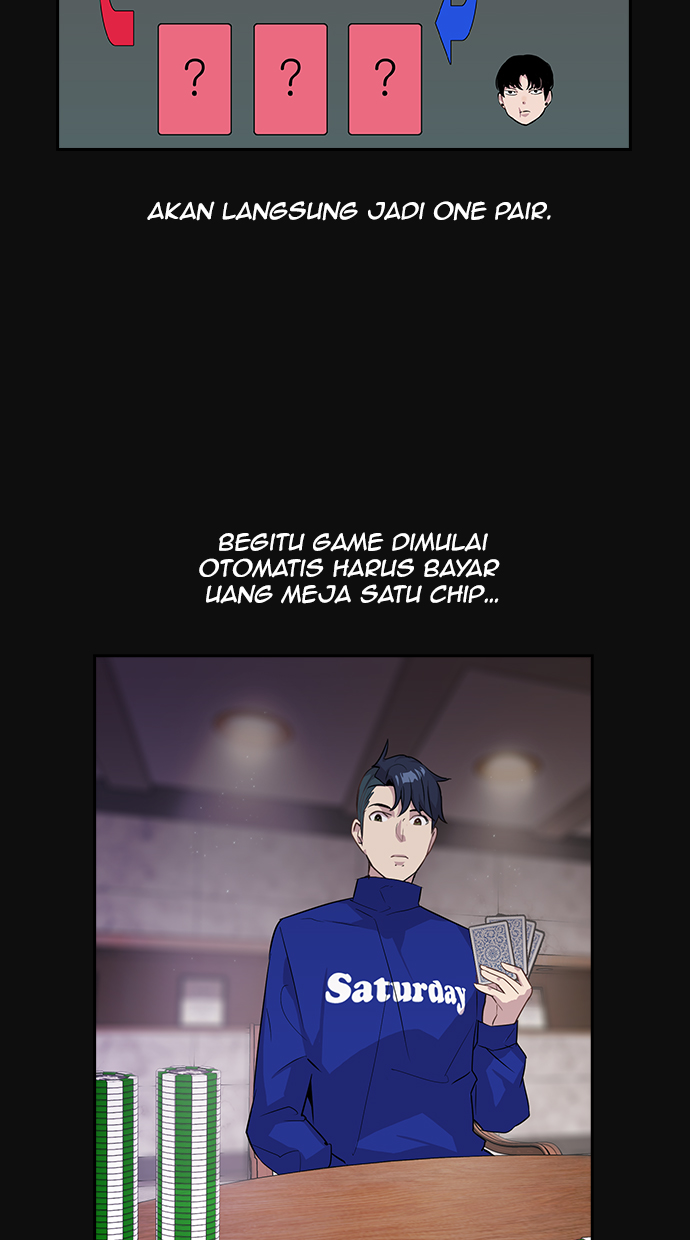 ? ? ?
AKAN LANGSUNG JADI ONE PAIR.
BEGITU GAME DIMULAI
OTOMATIS HARUS BAYAR
UANG MEJA SATU CHIP...
Saturday